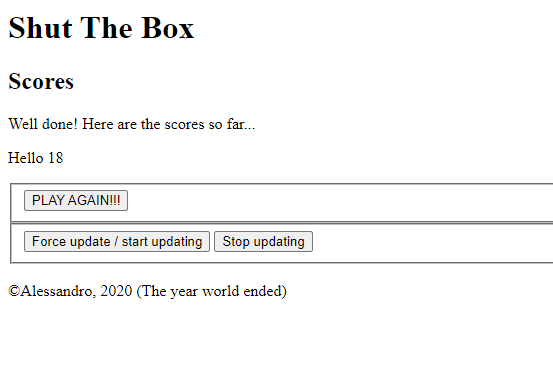 Shut The Box
Scores
Well done! Here are the scores so far...
Hello 18
PLAY AGAIN!!!
Force update / start updating Stop updating
©Alessandro, 2020 (The year world ended)